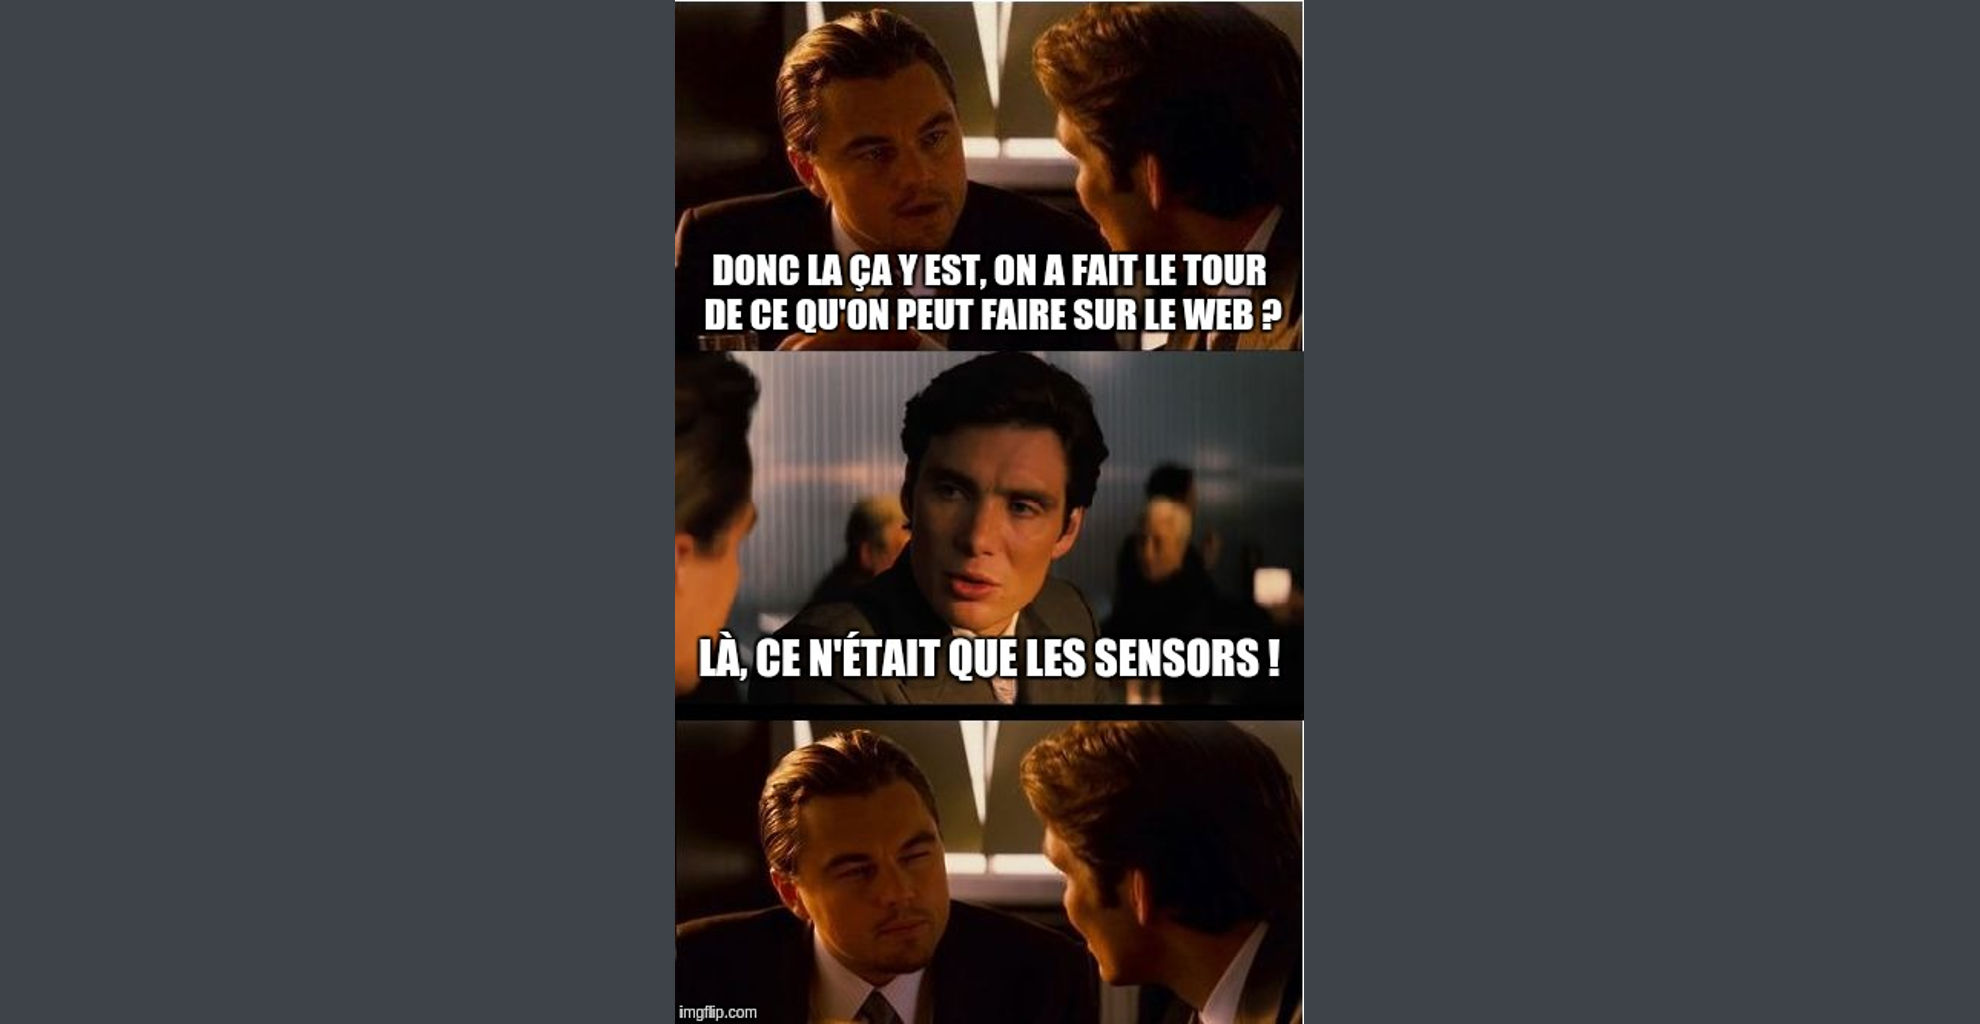 DONC LA ÇA Y EST, ON A FAIT LE TOUR
DE CE QU'ON PEUT FAIRE SUR LE WEB ?
LÀ, CE N'ÉTAIT QUE LES SENSORS !
imgflip.com